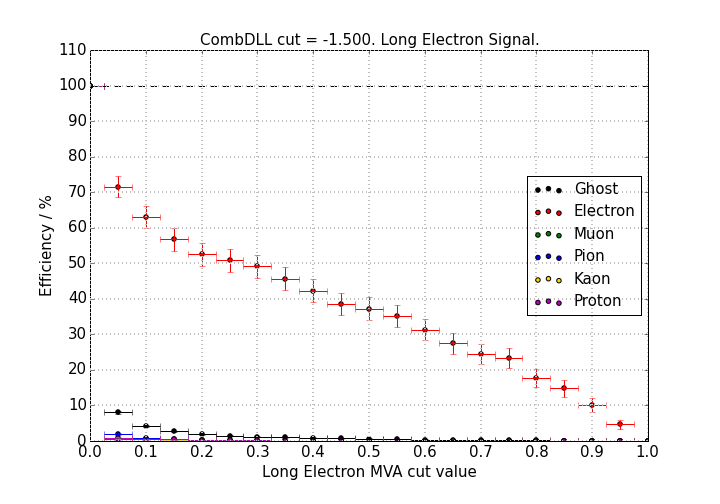 CombDLL cut = -1.500. Long Electron Signal.
110
100
90
80
70
60
50
40
30
20
10
0
Efficiency / %
Ghost
Electron
Muon
Pion
Kaon
Proton
0.0 0.1 0.2 0.3 0.4 0.5 0.6 0.7 0.8 0.9 1.0
Long Electron MVA cut value